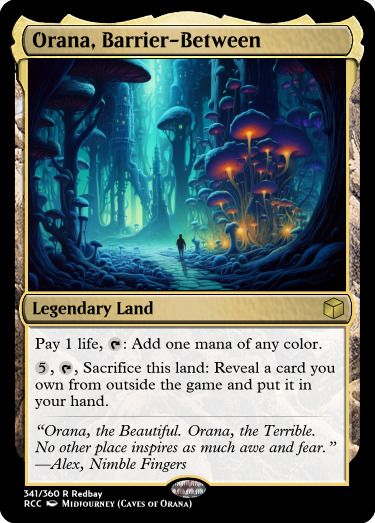 Orana, Barrier-Between
Legendary Land
Pay 1 life, : Add one mana of any color.
5, , Sacrifice this land: Reveal a card you
own from outside the game and put it in
your hand.
“Orana, the Beautiful. Orana, the Terrible.
No other place inspires as much awe and fear.”
—Alex, Nimble Fingers
341/360 R Redbay
RCC Midjourney (Caves of Orana)